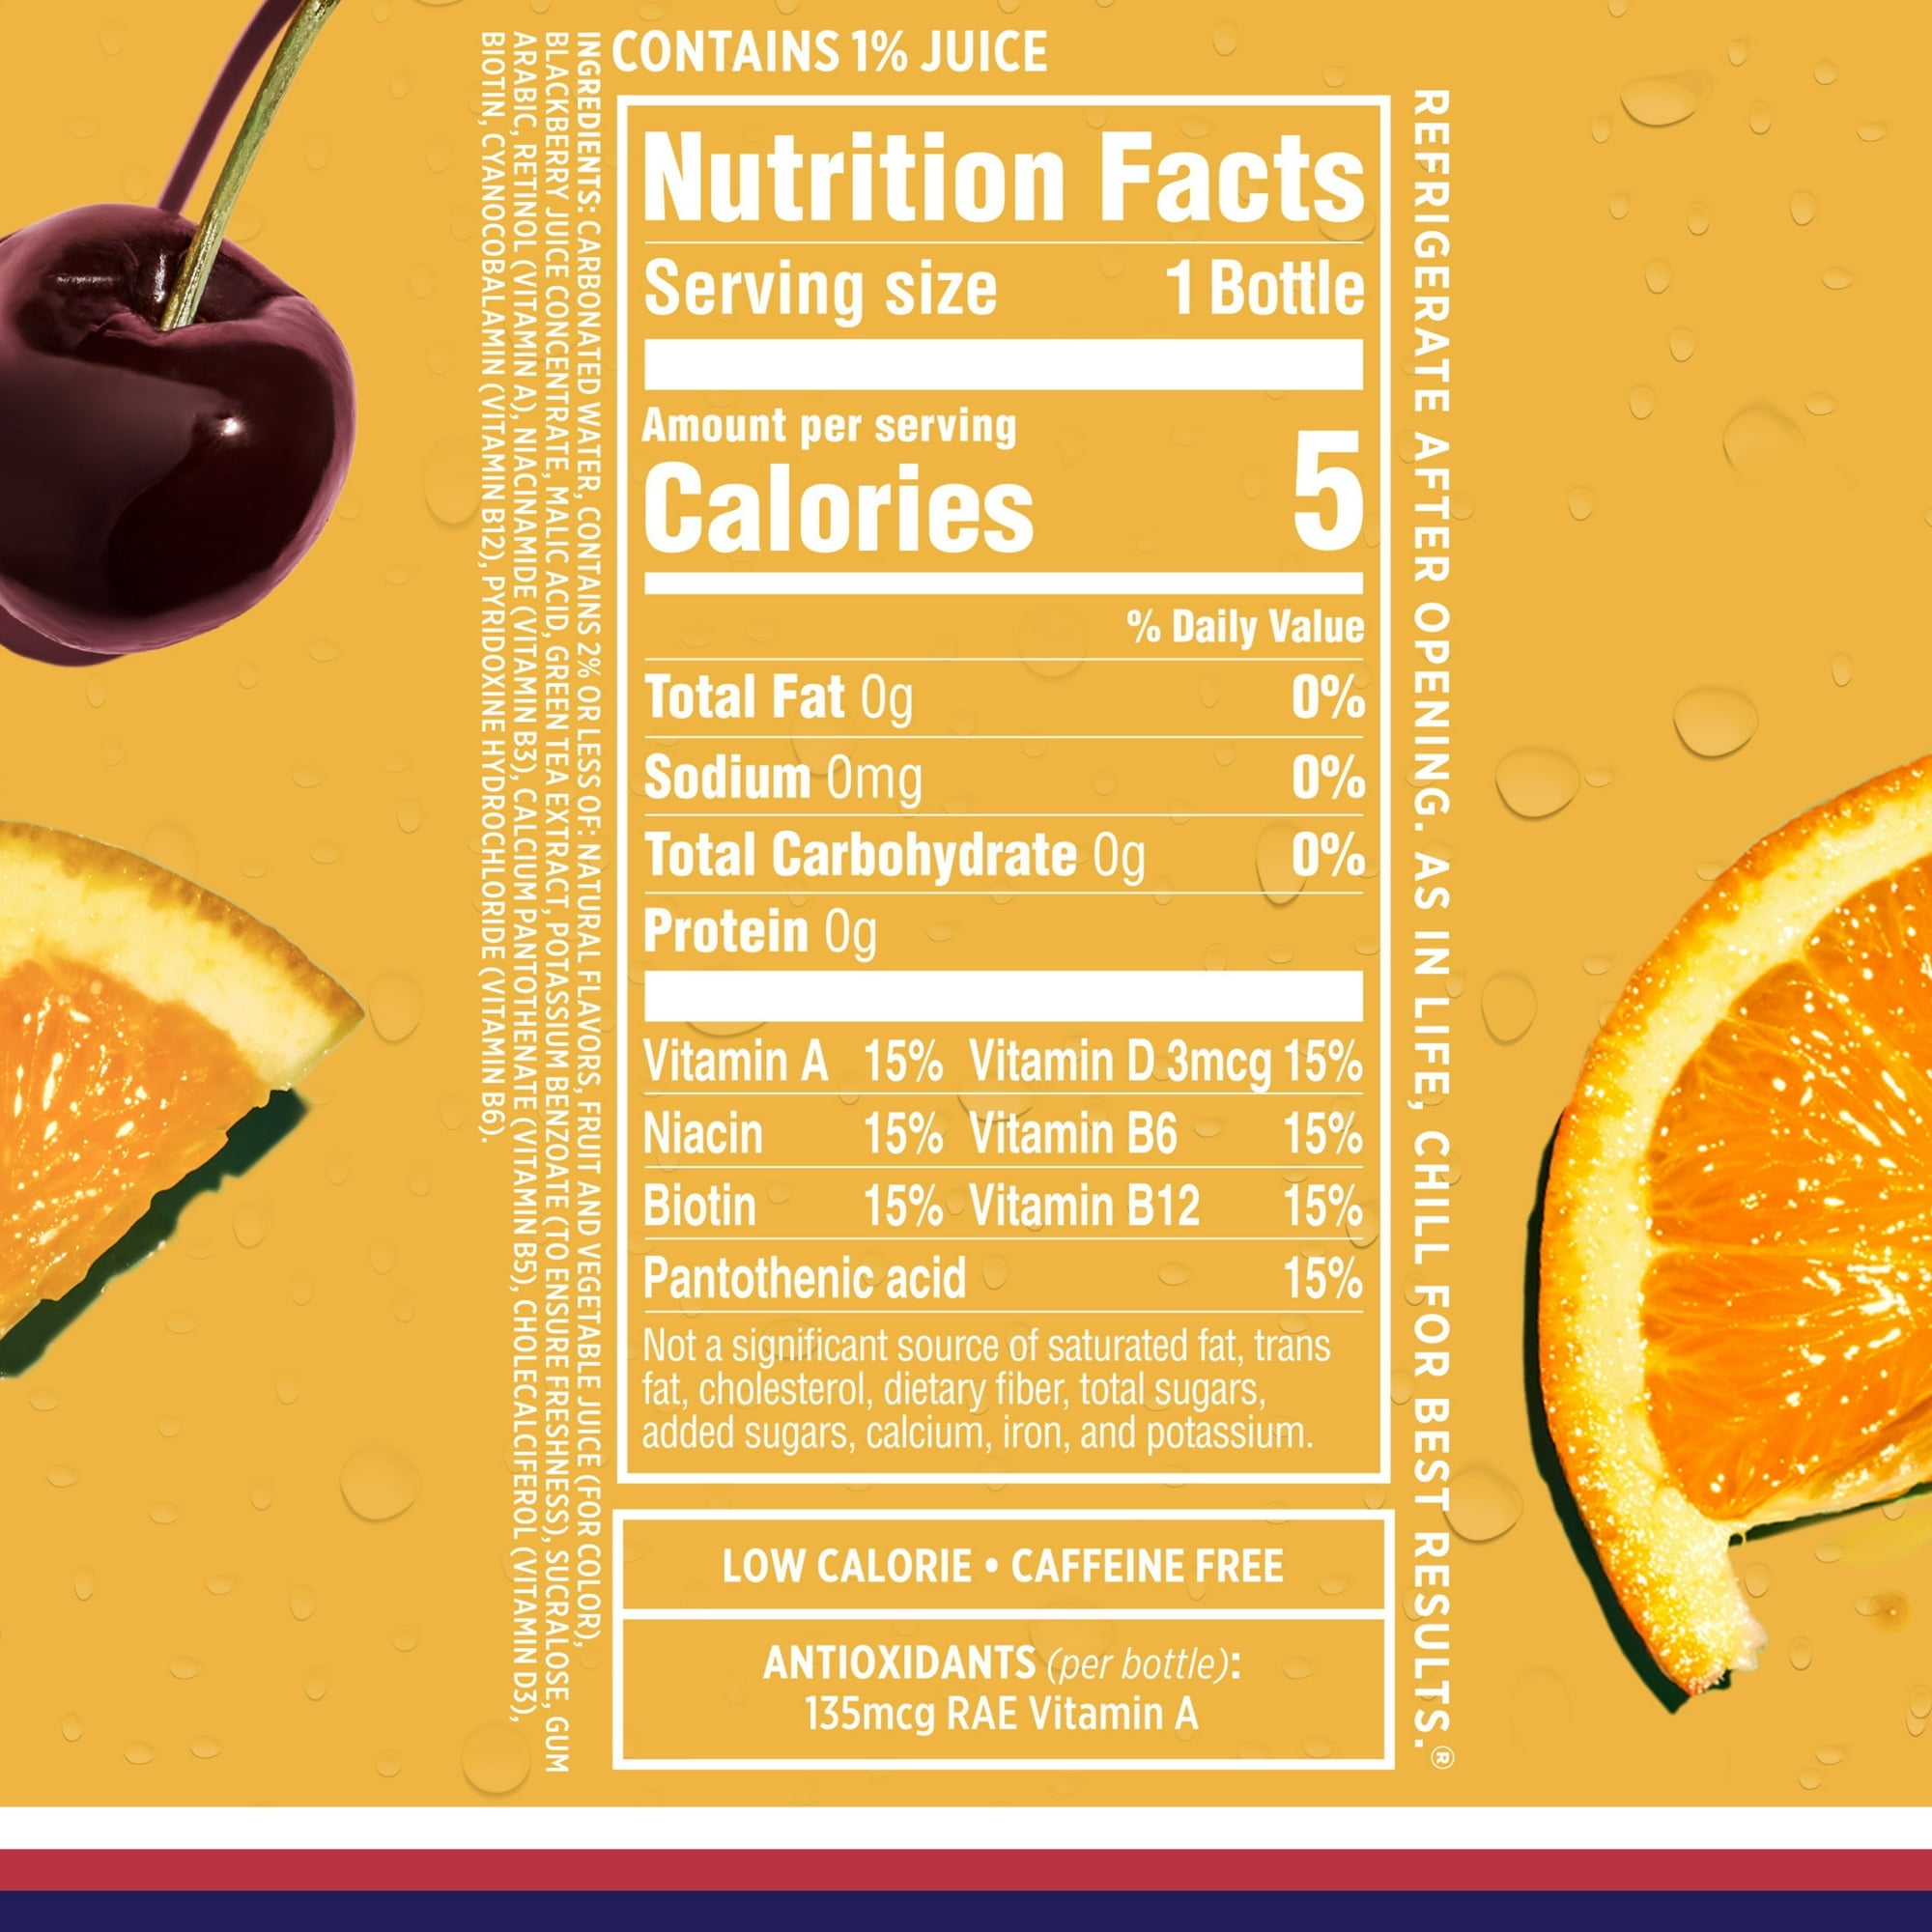 CONTAINS 1% JUICE
Nutrition Facts
Serving size 1 Bottle
Amount per serving
Calories 5
% Daily Value
Total Fat 0g 0%
Sodium 0mg 0%
Total Carbohydrate 0g 0%
Protein 0g
Vitamin A 15% Vitamin D 3mcg 15%
Niacin 15% Vitamin B6 15%
Biotin 15% Vitamin B12 15%
Pantothenic acid 15%
Not a significant source of saturated fat, trans
fat, cholesterol, dietary fiber, total sugars,
added sugars, calcium, iron, and potassium.
LOW CALORIE • CAFFEINE FREE
ANTIOXIDANTS (per bottle):
135mcg RAE Vitamin A
INGREDIENTS: CARBONATED WATER, CONTAINS 2% OR LESS OF: NATURAL FLAVORS, FRUIT AND VEGETABLE JUICE (FOR COLOR),
BLACKBERRY JUICE CONCENTRATE, MALIC ACID, GREEN TEA EXTRACT, POTASSIUM BENZOATE (TO ENSURE FRESHNESS), SUCRALOSE, GUM
ARABIC, RETINOL (VITAMIN A), NIACINAMIDE (VITAMIN B3), CALCIUM PANTOTHENATE (VITAMIN B5), CHOLECALCIFEROL (VITAMIN D3),
BIOTIN, CYANOCOBALAMIN (VITAMIN B12), PYRIDOXINE HYDROCHLORIDE (VITAMIN B6).
REFRIGERATE AFTER OPENING. AS IN LIFE, CHILL FOR BEST RESULTS.®